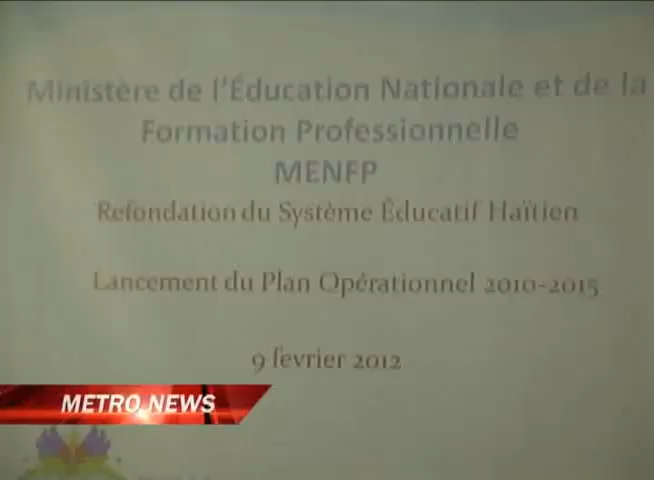 Ministère de l'Éducation Nationale et de la
Formation Professionnelle
MENFP
Refondation du Système Éducatif Haïtien
Lancement du Plan Opérationnel 2010-2015
9 fevrier 2012
METRO NEWS